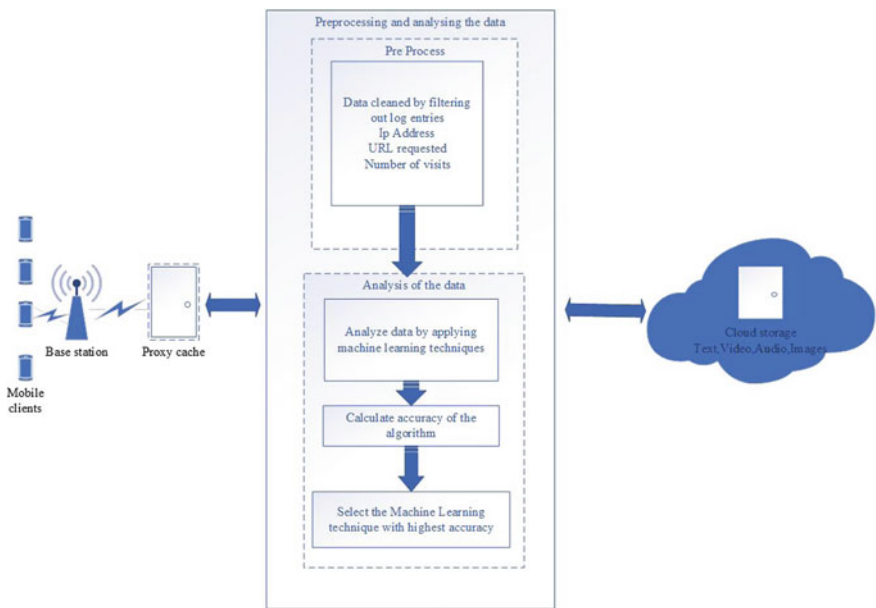 Preprocessing and analysing the data
Pre Process
Data cleaned by filtering
out log entries
Ip Address
URL requested
Number of visits
Analysis of the data
Analyze data by applying
machine learning techniques
Calculate accuracy of the
algorithm
Select the Machine Learning
technique with highest accuracy
Mobile
clients
Base station
Proxy cache
Cloud storage
Text,Video,Audio,Images